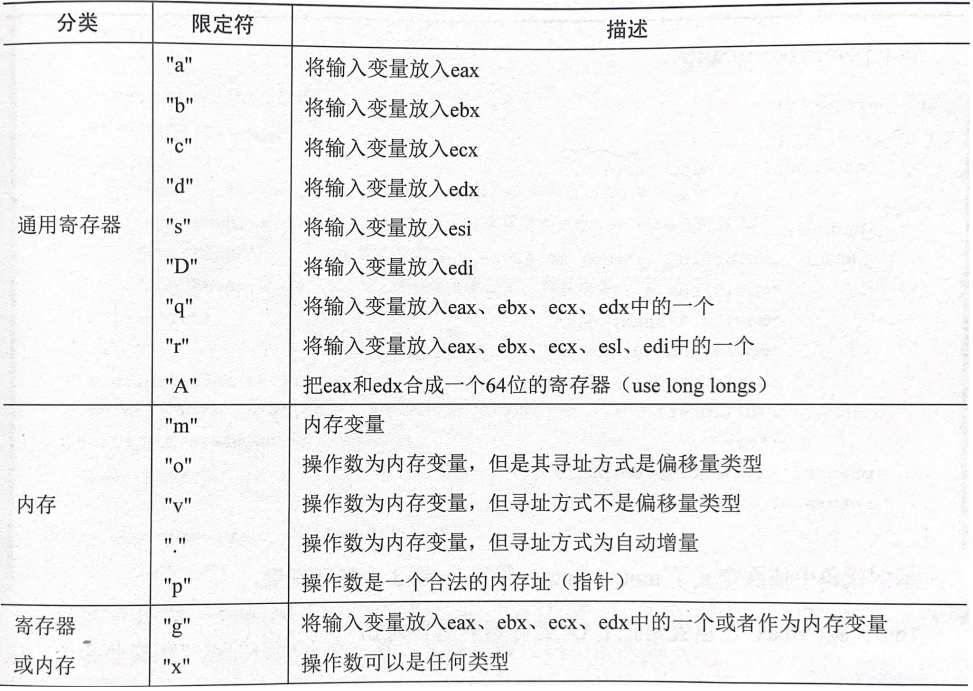 分类 限定符 描述
"a" 将输入变量放入eax
"b" 将输入变量放入ebx
"c" 将输入变量放入ecx
"d" 将输入变量放入edx
通用寄存器 "s" 将输入变量放入esi
"D" 将输入变量放入edi
"q" 将输入变量放入eax、ebx、ecx、edx中的一个
"r" 将输入变量放入eax、ebx、ecx、esl、edi中的一个
"A" 把eax和edx合成一个64位的寄存器（use long longs）
"m" 内存变量
"o" 操作数为内存变量，但是其寻址方式是偏移量类型
内存 "v" 操作数为内存变量，但寻址方式不是偏移量类型
"." 操作数为内存变量，但寻址方式为自动增量
"p" 操作数是一个合法的内存址（指针）
寄存器 "g" 将输入变量放入eax、ebx、ecx、edx中的一个或者作为内存变量
或内存 "x" 操作数可以是任何类型